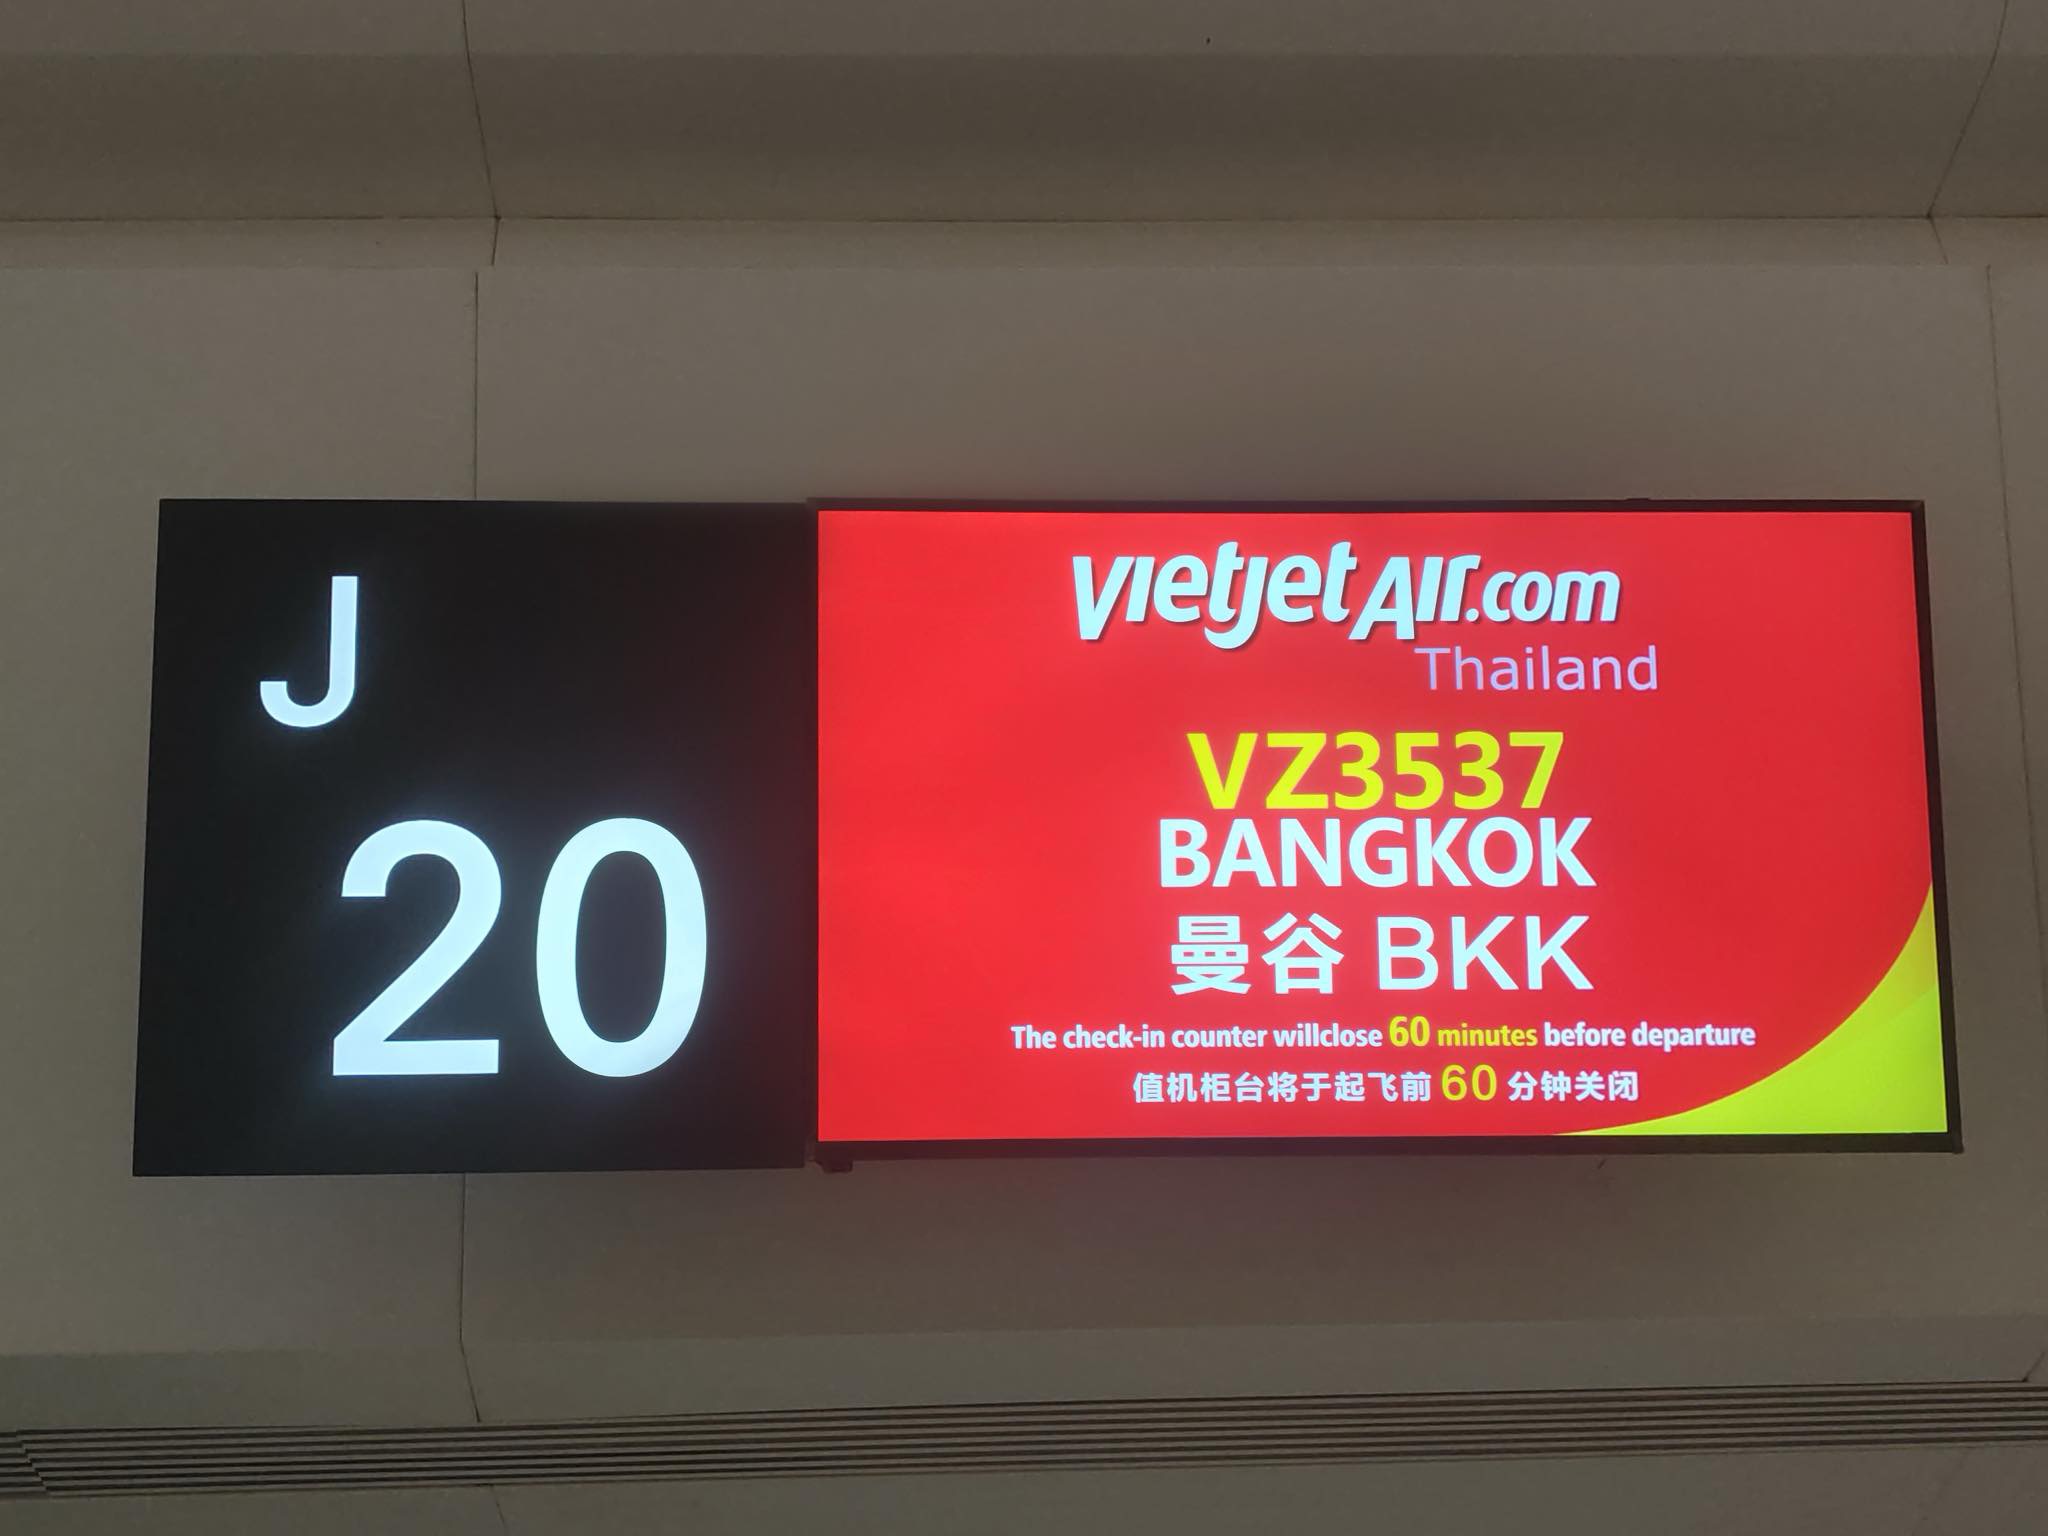 J
20
vietjetAir.com
Thailand
VZ3537
BANGKOK
曼谷 BKK
The check-in counter willclose 60 minutes before departure
值机柜台将于起飞前 60 分钟关闭